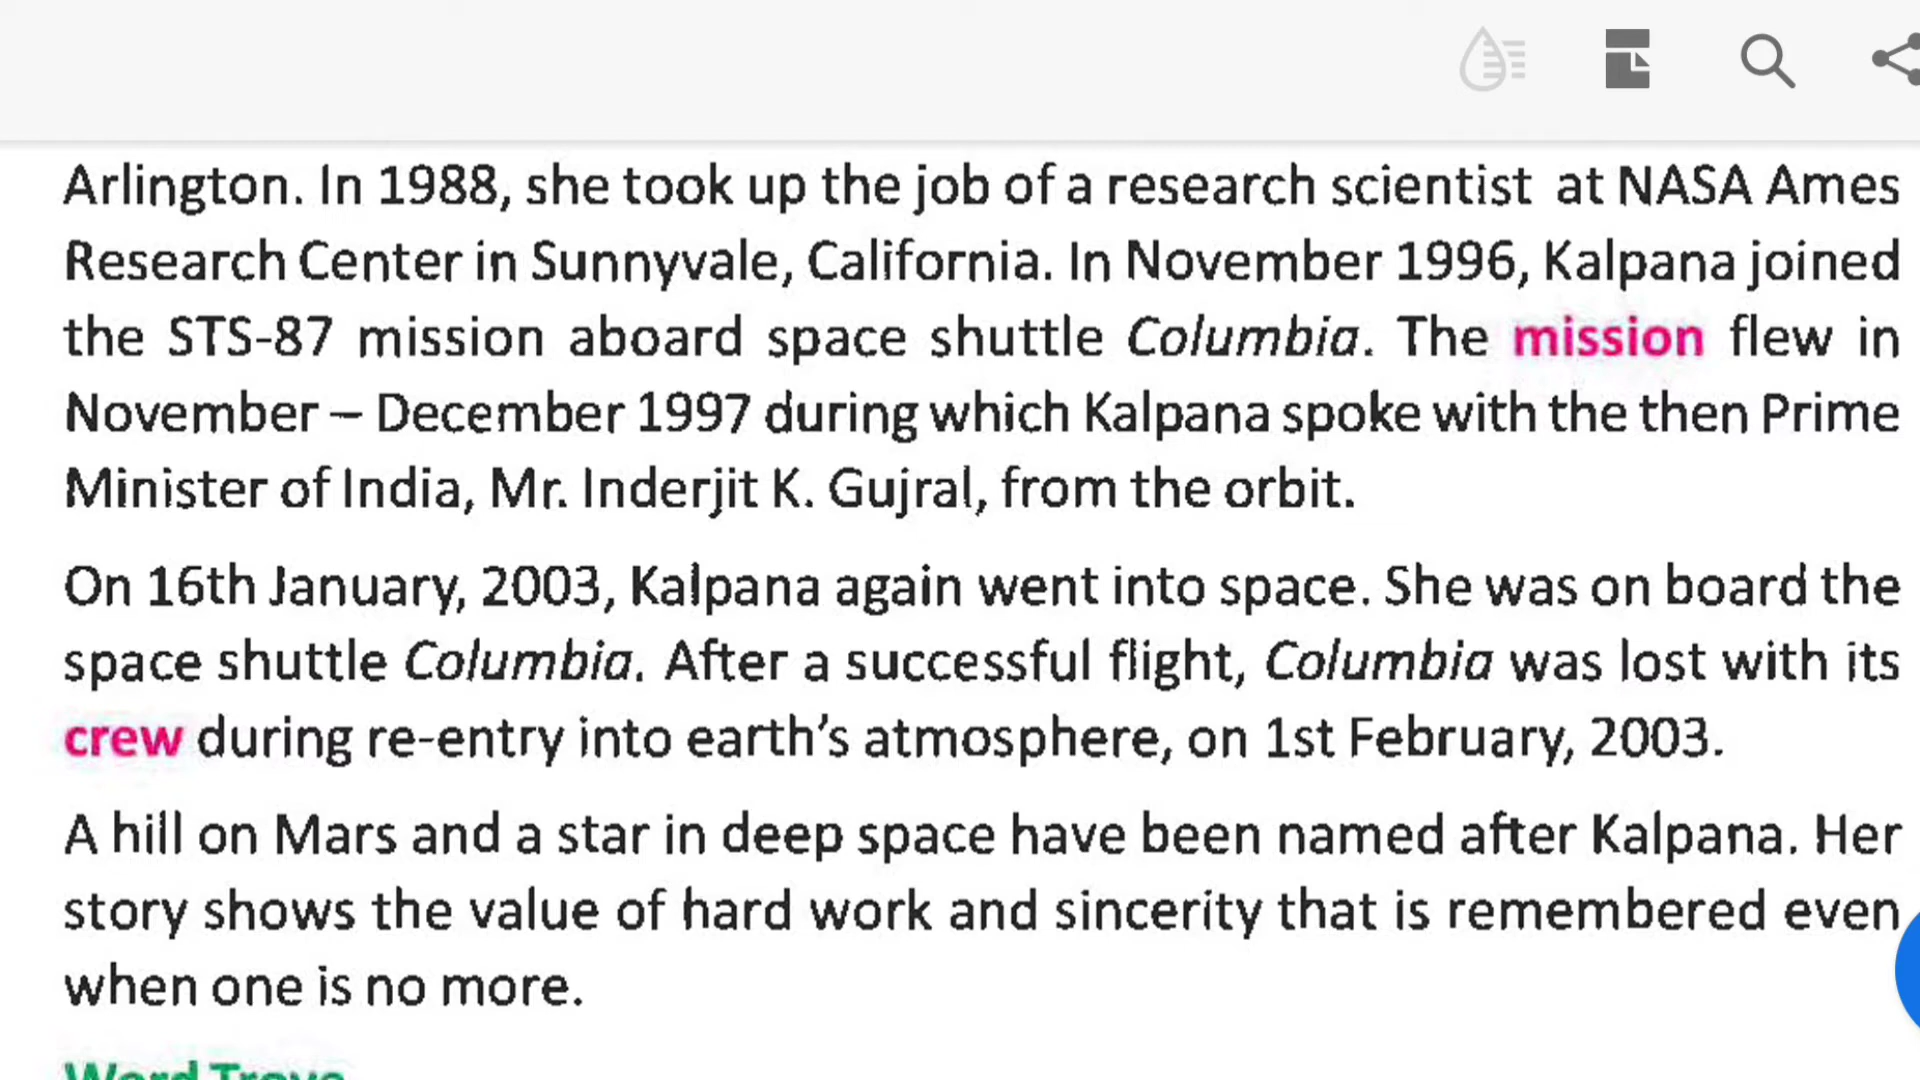 Arlington. In 1988, she took up the job of a research scientist at NASA Ames
Research Center in Sunnyvale, California. In November 1996, Kalpana joined
the STS-87 mission aboard space shuttle Columbia. The mission flew in
November – December 1997 during which Kalpana spoke with the then Prime
Minister of India, Mr. Inderjit K. Gujral, from the orbit.
On 16th January, 2003, Kalpana again went into space. She was on board the
space shuttle Columbia. After a successful flight, Columbia was lost with its
crew during re-entry into earth's atmosphere, on 1st February, 2003.
A hill on Mars and a star in deep space have been named after Kalpana. Her
story shows the value of hard work and sincerity that is remembered even
when one is no more.
Word Trove